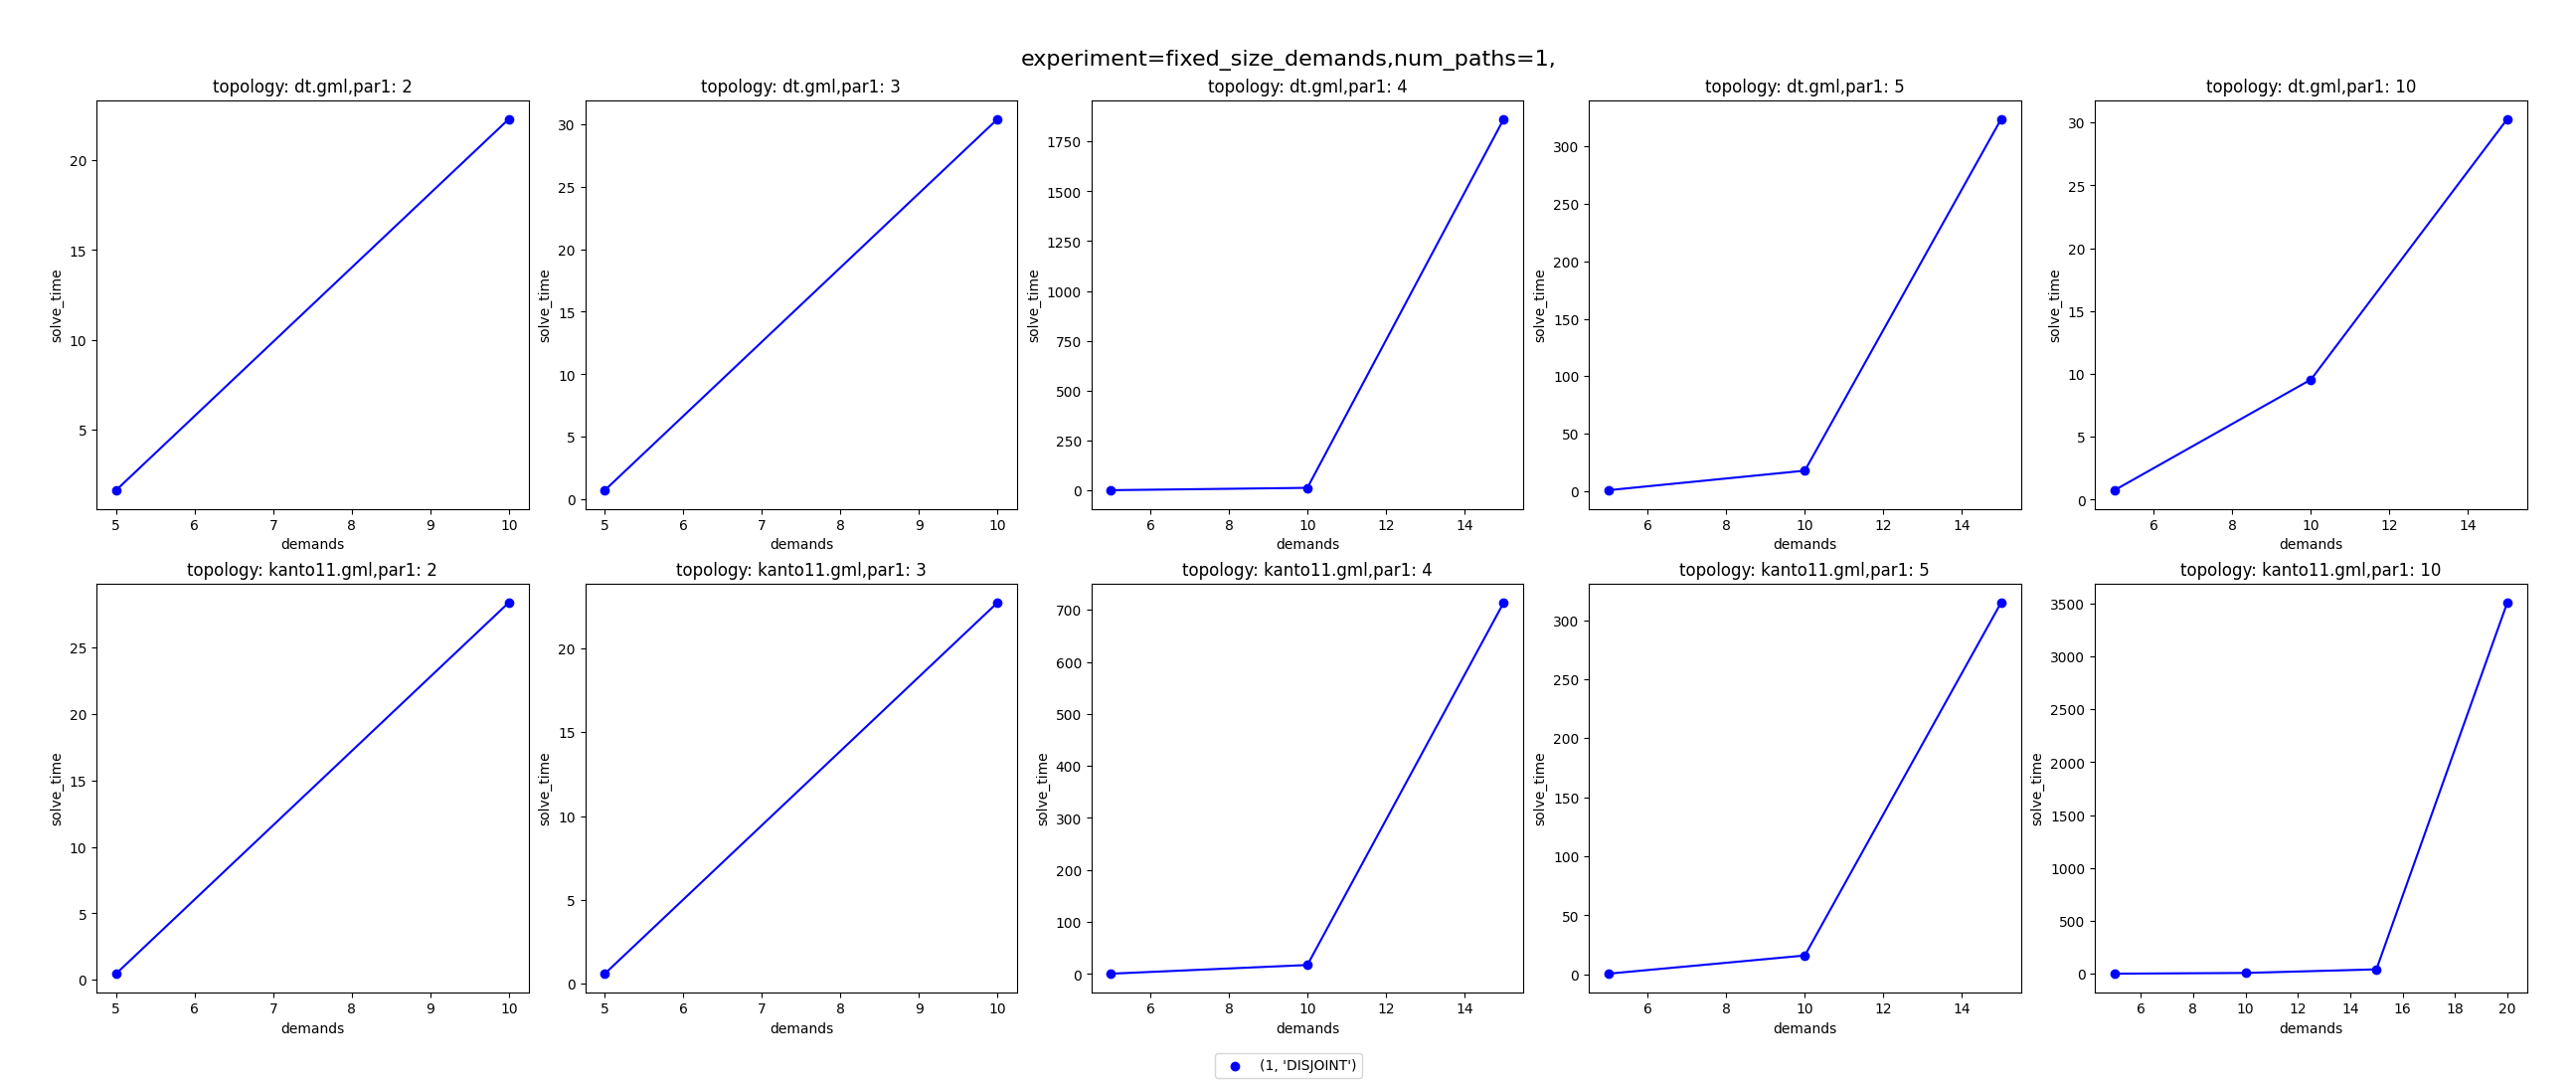 experiment=fixed_size_demands,num_paths=1,
topology: dt.gml,par1: 2
solve_time
20
15
10
5
5 6 7 8 9 10
demands
topology: dt.gml,par1: 3
solve_time
30
25
20
15
10
5
0
5 6 7 8 9 10
demands
topology: dt.gml,par1: 4
solve_time
1750
1500
1250
1000
750
500
250
0
6 8 10 12 14
demands
topology: dt.gml,par1: 5
solve_time
300
250
200
150
100
50
0
6 8 10 12 14
demands
topology: dt.gml,par1: 10
solve_time
30
25
20
15
10
5
0
6 8 10 12 14
demands
topology: kanto11.gml,par1: 2
solve_time
25
20
15
10
5
0
5 6 7 8 9 10
demands
topology: kanto11.gml,par1: 3
solve_time
20
15
10
5
0
5 6 7 8 9 10
demands
topology: kanto11.gml,par1: 4
solve_time
700
600
500
400
300
200
100
0
6 8 10 12 14
demands
topology: kanto11.gml,par1: 5
solve_time
300
250
200
150
100
50
0
6 8 10 12 14
demands
topology: kanto11.gml,par1: 10
solve_time
3500
3000
2500
2000
1500
1000
500
0
6 8 10 12 14 16 18 20
demands
(1, 'DISJOINT')